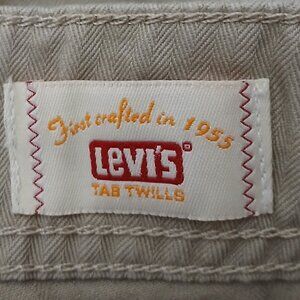 First crafted in 1955
LEVI'S
TAB TWILLS